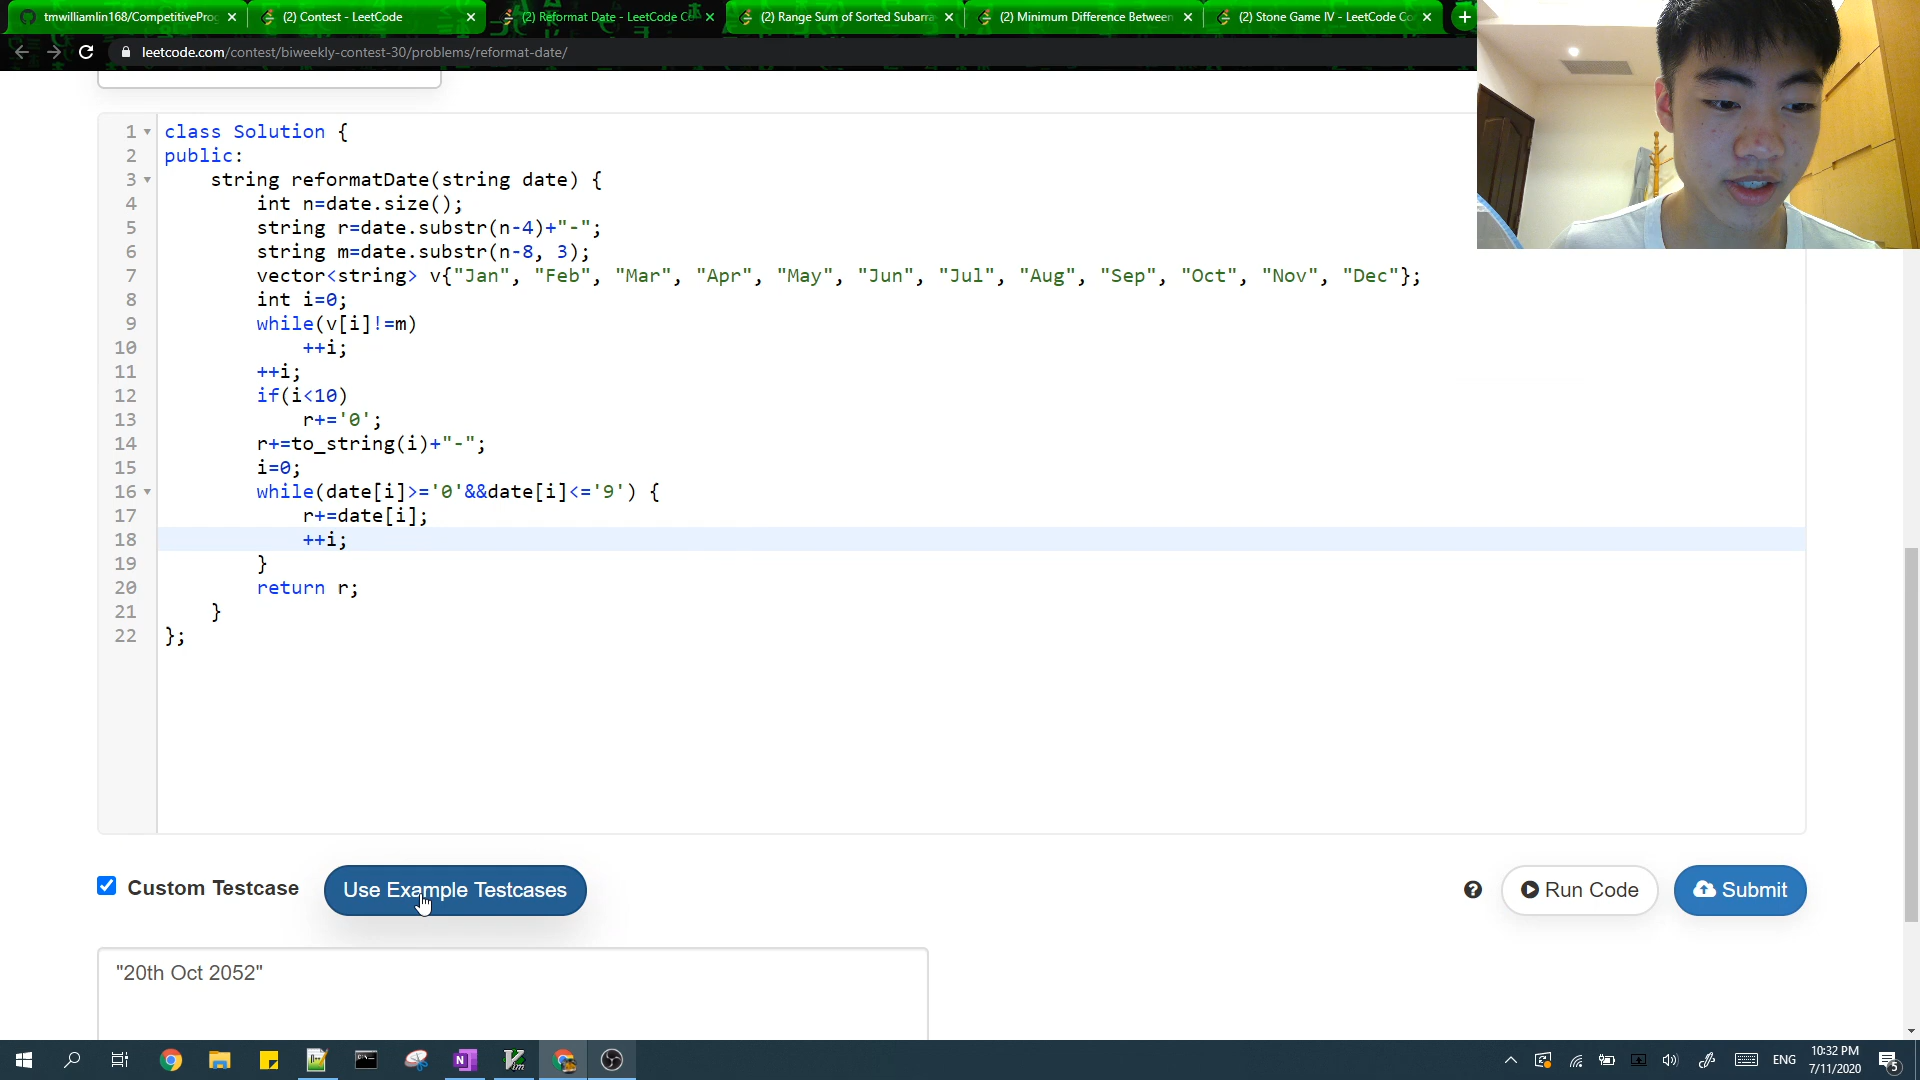 tmwilliamlin168/CompetitiveProg
(2) Contest - LeetCode
(2) Reformat Date - LeetCode Co
(2) Range Sum of Sorted Subarra
(2) Minimum Difference Between
(2) Stone Game IV - LeetCode Co
leetcode.com/contest/biweekly-contest-30/problems/reformat-date/
1 class Solution {
2 public:
3 string reformatDate(string date) {
4 int n=date.size();
5 string r=date.substr(n-4)+"-";
6 string m=date.substr(n-8, 3);
7 vector<string> v{"Jan", "Feb", "Mar", "Apr", "May", "Jun", "Jul", "Aug", "Sep", "Oct", "Nov", "Dec"};
8 int i=0;
9 while(v[i]!=m)
10 ++i;
11 ++i;
12 if(i<10)
13 r+='0';
14 r+=to_string(i)+"-";
15 i=0;
16 while(date[i]>='0'&&date[i]<='9') {
17 r+=date[i];
18 ++i;
19 }
20 return r;
21 }
22 };
Custom Testcase
Use Example Testcases
Run Code
Submit
"20th Oct 2052"
ENG
10:32 PM
7/11/2020
5